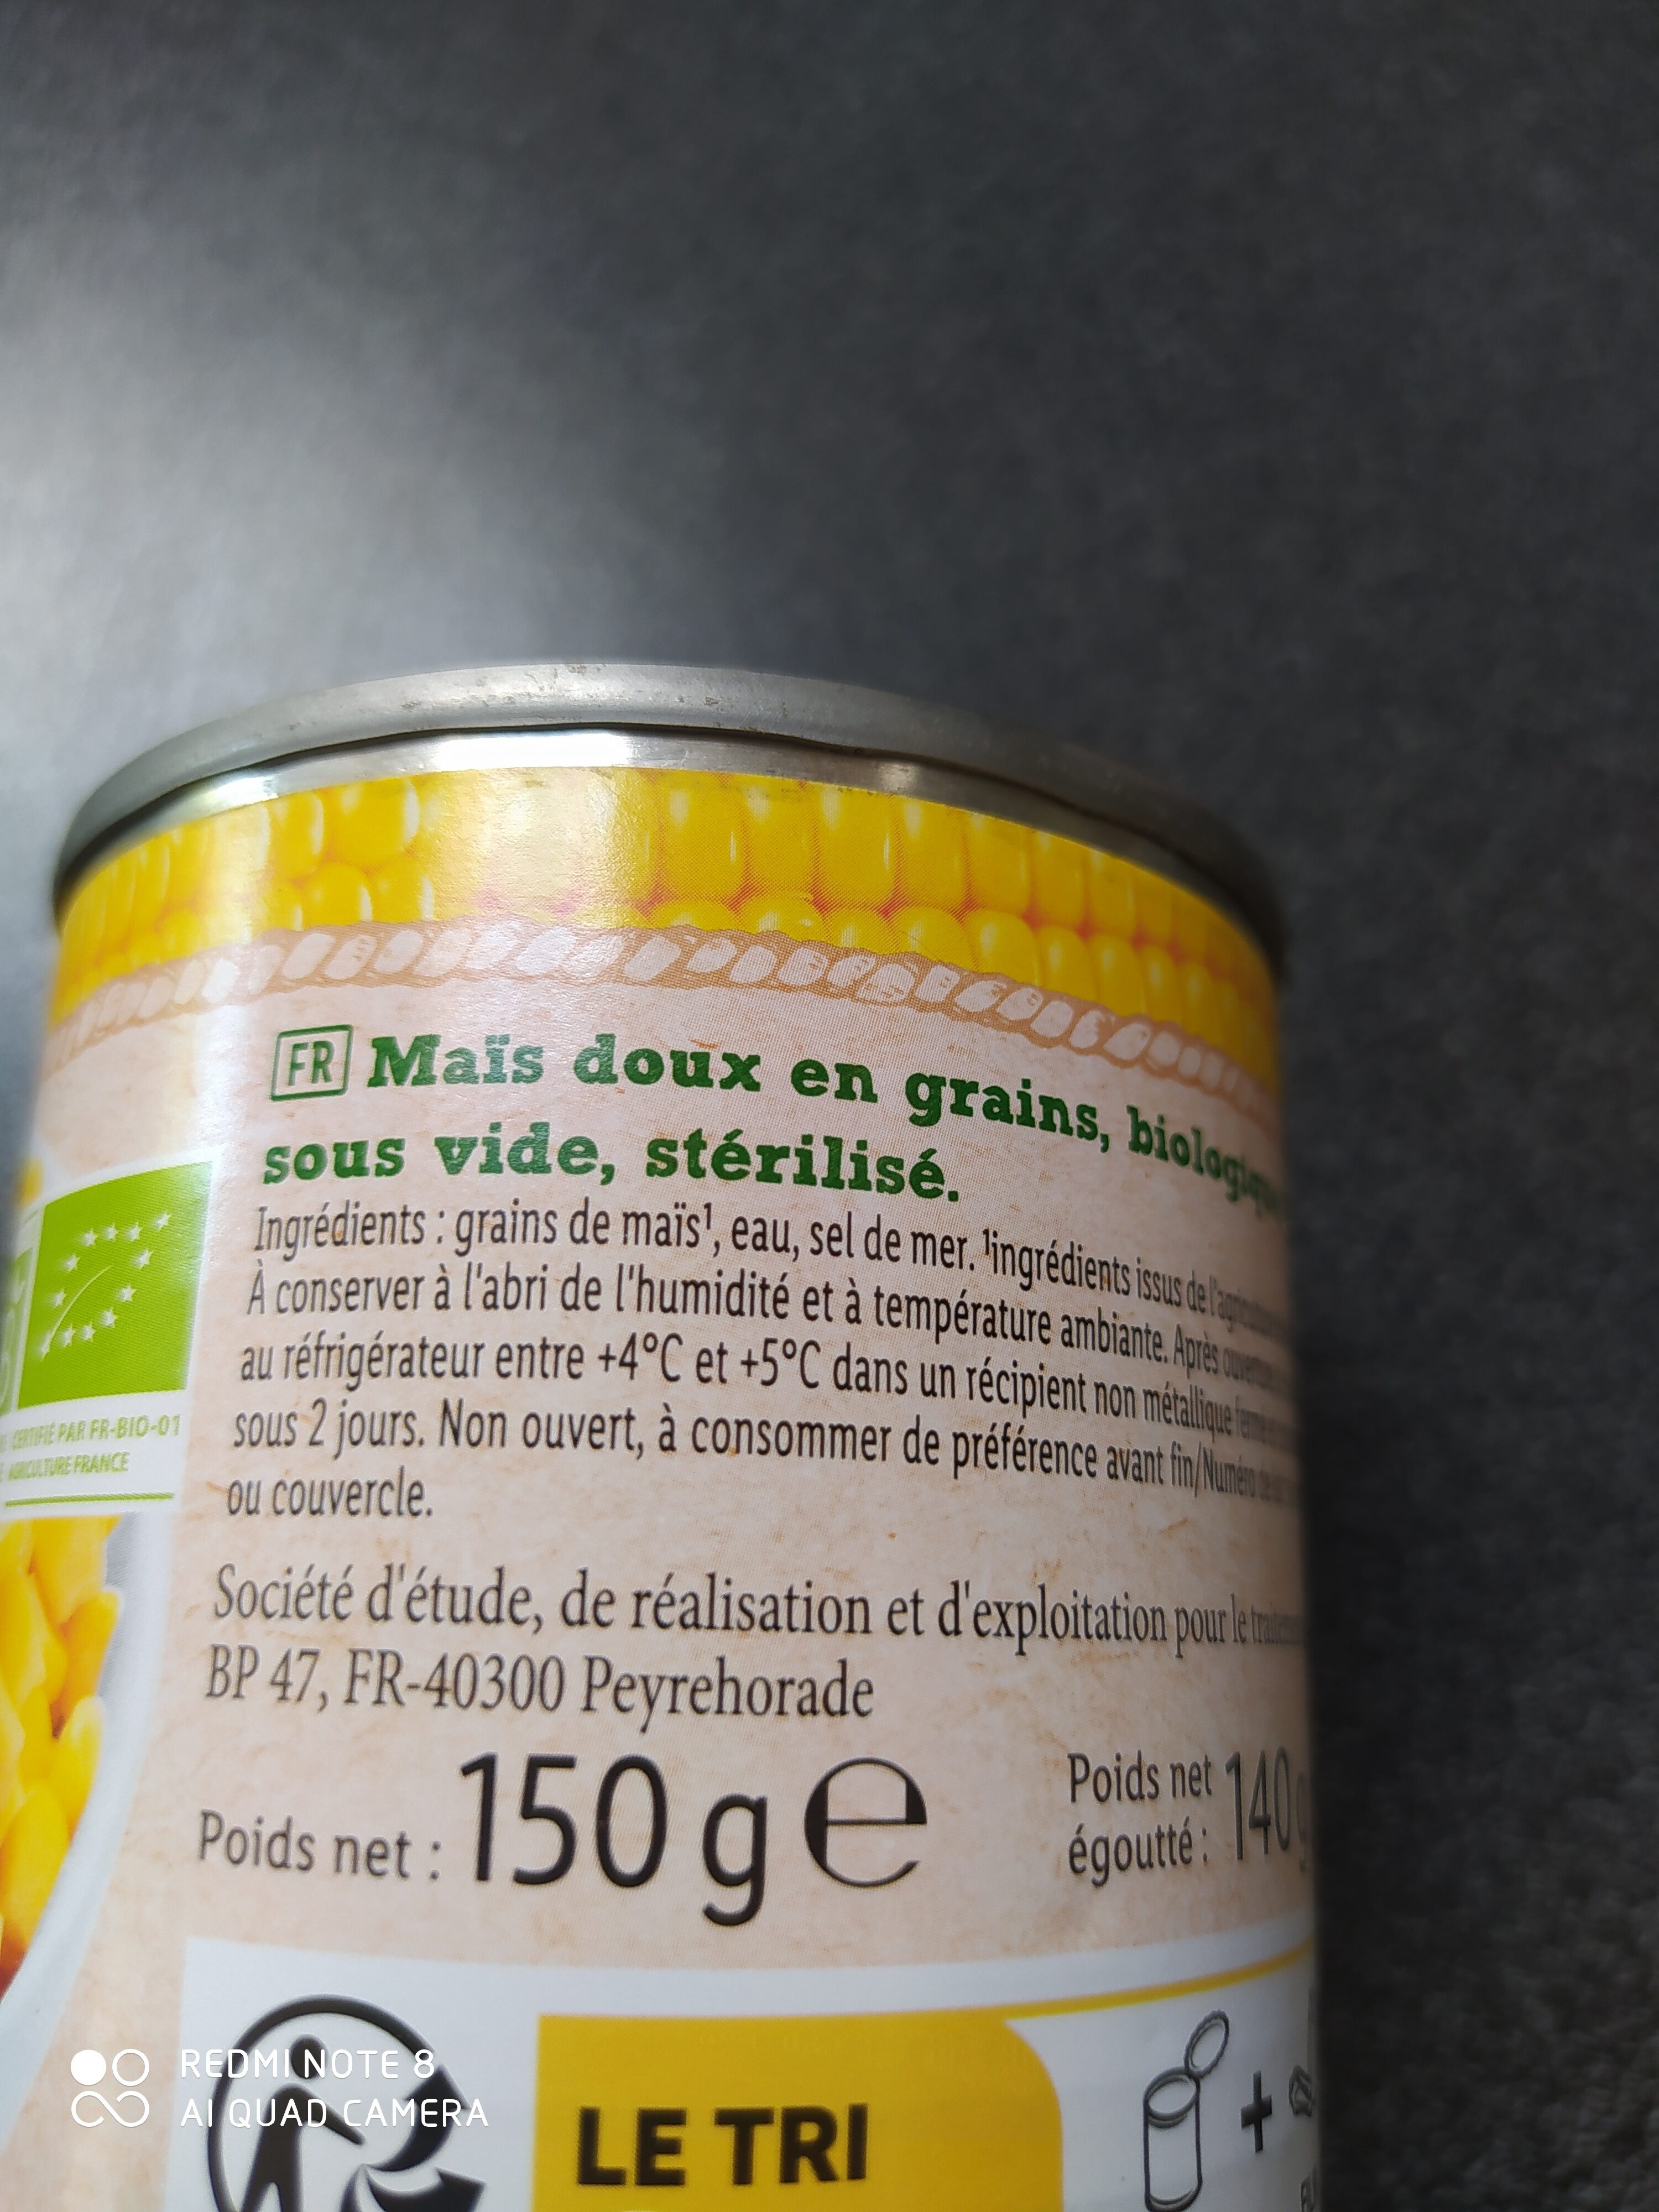 FR Maïs doux en grains, biologique
sous vide, stérilisé.
Ingrédients : grains de maïs¹, eau, sel de mer. ¹ingrédients issus de
À conserver à l'abri de l'humidité et à température ambiante. Après
au réfrigérateur entre +4°C et +5°C dans un récipient non métallique
sous 2 jours. Non ouvert, à consommer de préférence avant fin/Numéro
ou couvercle.
CERTIFIÉ PAR FR-BIO-01
AGRICULTURE FRANCE
Société d'étude, de réalisation et d'exploitation pour le
BP 47, FR-40300 Peyrehorade
Poids net : 150 g e
Poids net
égoutté : 140 g
LE TRI
+
REDMI NOTE 8
AI QUAD CAMERA